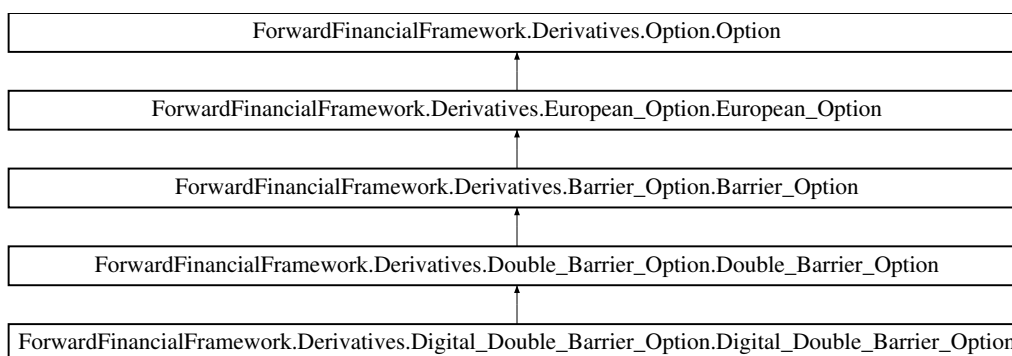 ForwardFinancialFramework.Derivatives.Option.Option
ForwardFinancialFramework.Derivatives.European_Option.European_Option
ForwardFinancialFramework.Derivatives.Barrier_Option.Barrier_Option
ForwardFinancialFramework.Derivatives.Double_Barrier_Option.Double_Barrier_Option
ForwardFinancialFramework.Derivatives.Digital_Double_Barrier_Option.Digital_Double_Barrier_Option